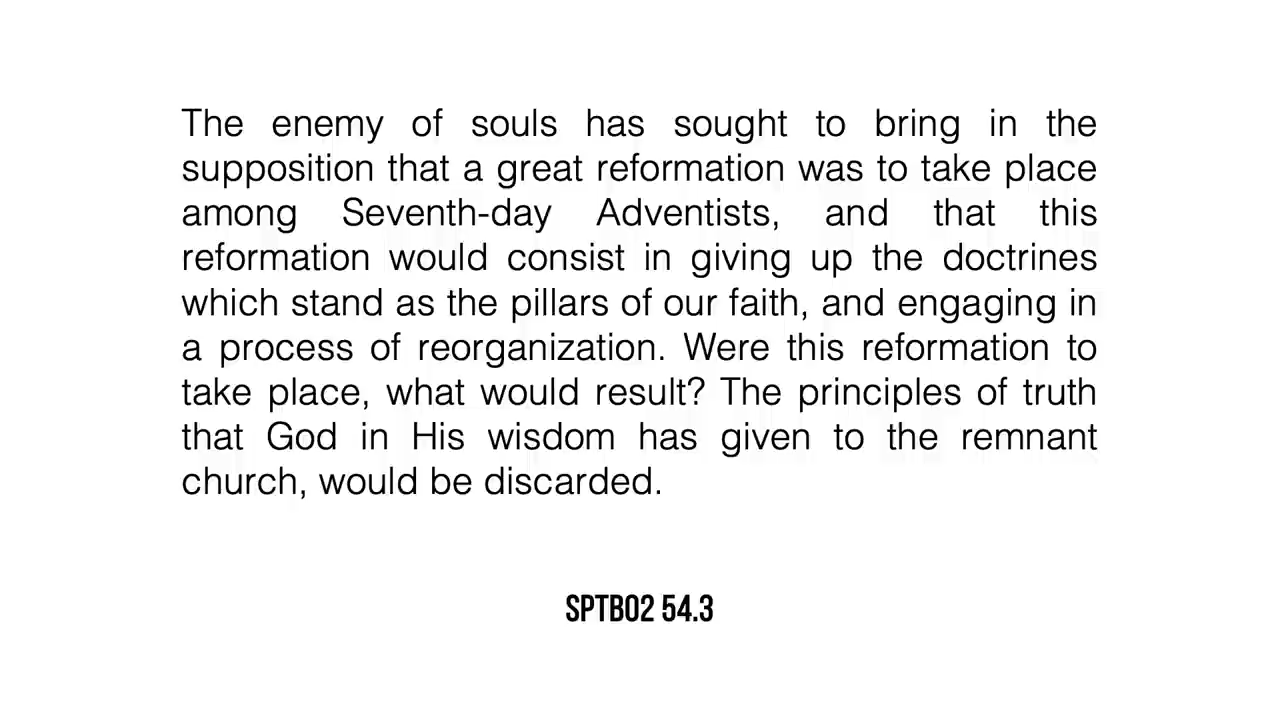 The enemy of souls has sought to bring in the
supposition that a great reformation was to take place
among Seventh-day Adventists, and that this
reformation would consist in giving up the doctrines
which stand as the pillars of our faith, and engaging in
a process of reorganization. Were this reformation to
take place, what would result? The principles of truth
that God in His wisdom has given to the remnant
church, would be discarded.
SPTB02 54.3